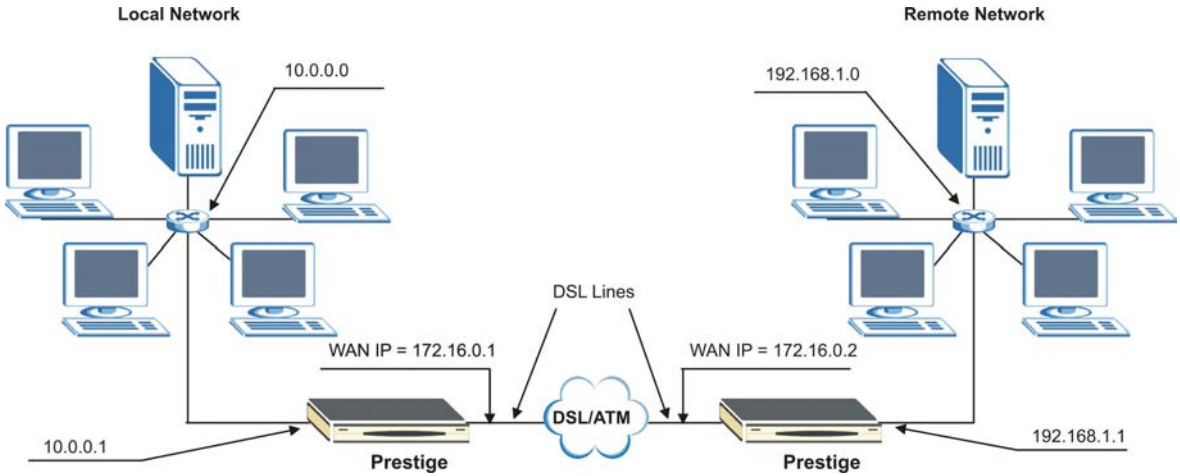 Local Network
Remote Network
10.0.0.0
192.168.1.0
DSL Lines
WAN IP = 172.16.0.1
WAN IP = 172.16.0.2
DSL/ATM
10.0.0.1
192.168.1.1
Prestige
Prestige